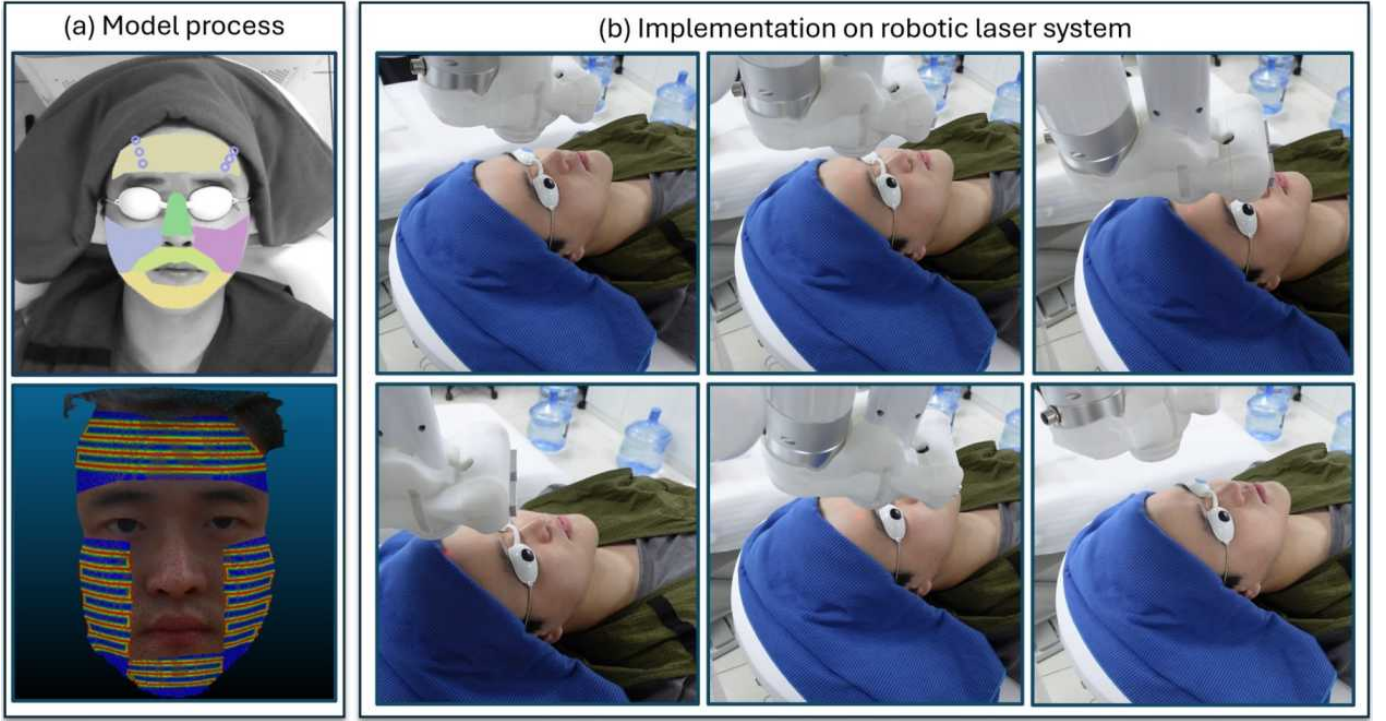 (a) Model process
(b) Implementation on robotic laser system